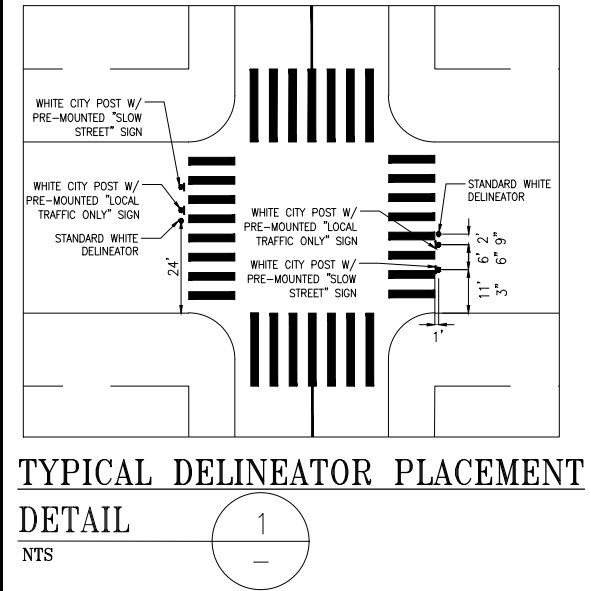 WHITE CITY POST W/
PRE-MOUNTED "SLOW
STREET" SIGN
WHITE CITY POST W/
PRE-MOUNTED "LOCAL
TRAFFIC ONLY" SIGN
STANDARD WHITE
DELINEATOR
24'
WHITE CITY POST W/
PRE-MOUNTED "LOCAL
TRAFFIC ONLY" SIGN
WHITE CITY POST W/
PRE-MOUNTED "SLOW
STREET" SIGN
STANDARD WHITE
DELINEATOR
6' 2'
6" 9"
11'
3"
1'
TYPICAL DELINEATOR PLACEMENT
DETAIL
1
–
NTS